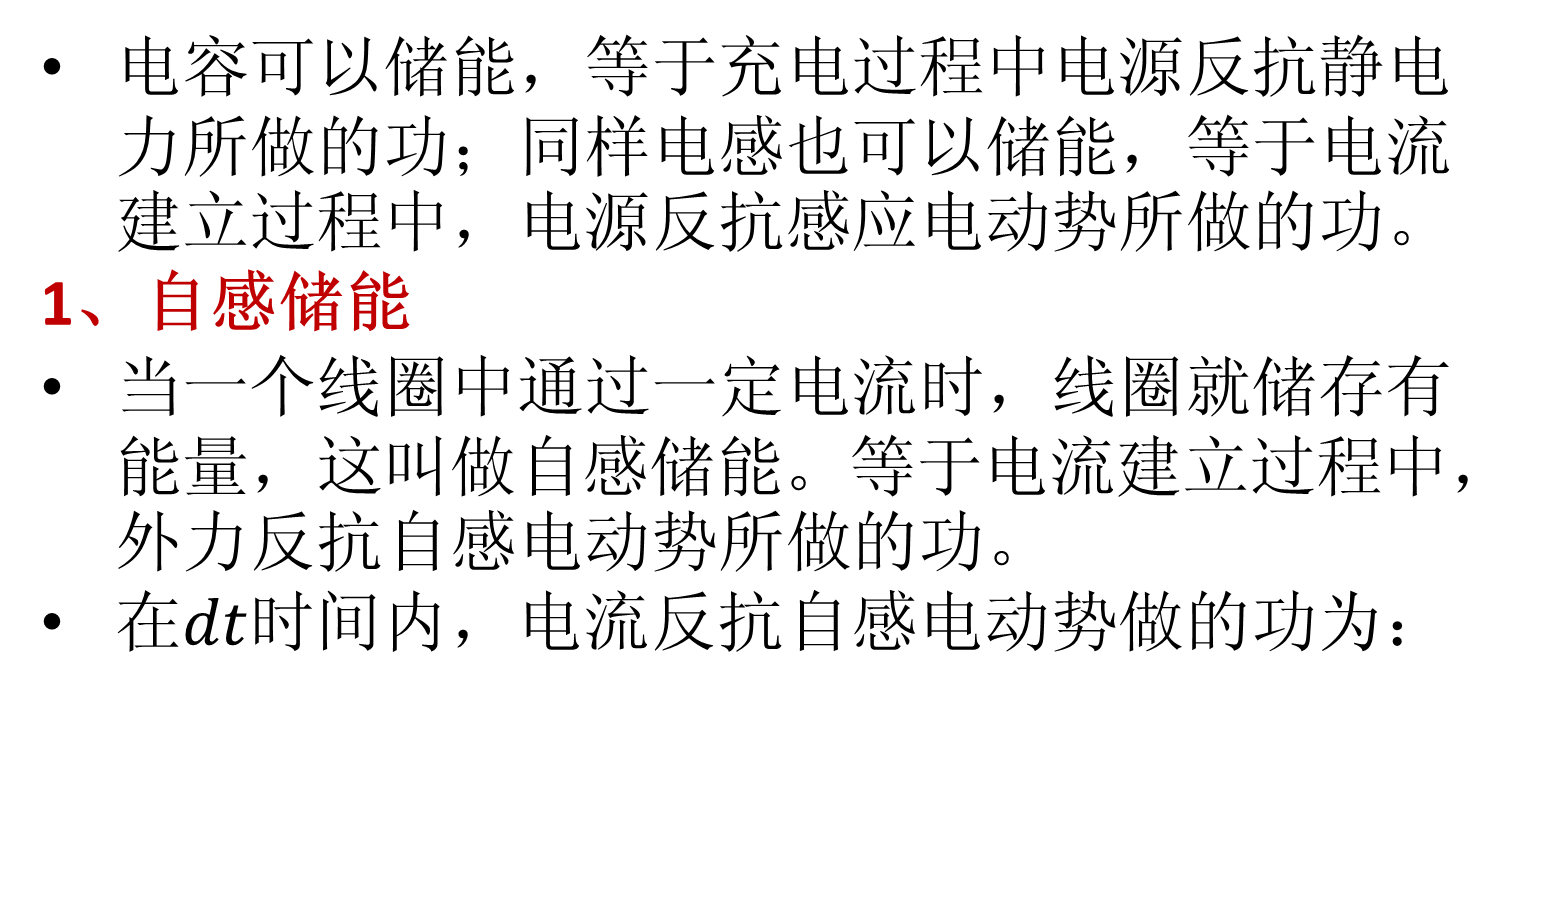 • 电容可以储能，等于充电过程中电源反抗静电
力所做的功；同样电感也可以储能，等于电流
建立过程中，电源反抗感应电动势所做的功。
1、自感储能
• 当一个线圈中通过一定电流时，线圈就储存有
能量，这叫做自感储能。等于电流建立过程中，
外力反抗自感电动势所做的功。
• 在dt时间内，电流反抗自感电动势做的功为：